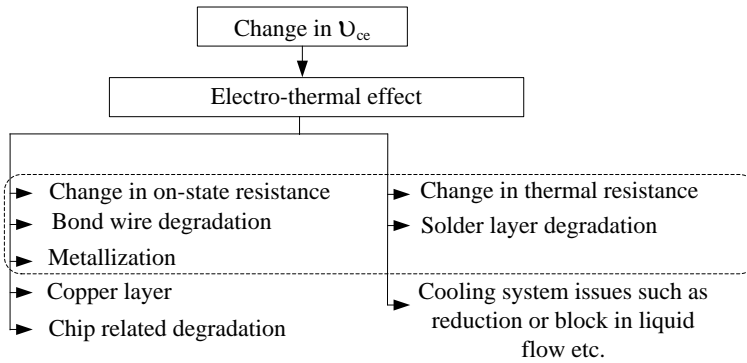 Change in υce
Electro-thermal effect
Change in on-state resistance
Bond wire degradation
Metallization
Copper layer
Chip related degradation
Change in thermal resistance
Solder layer degradation
Cooling system issues such as
reduction or block in liquid
flow etc.